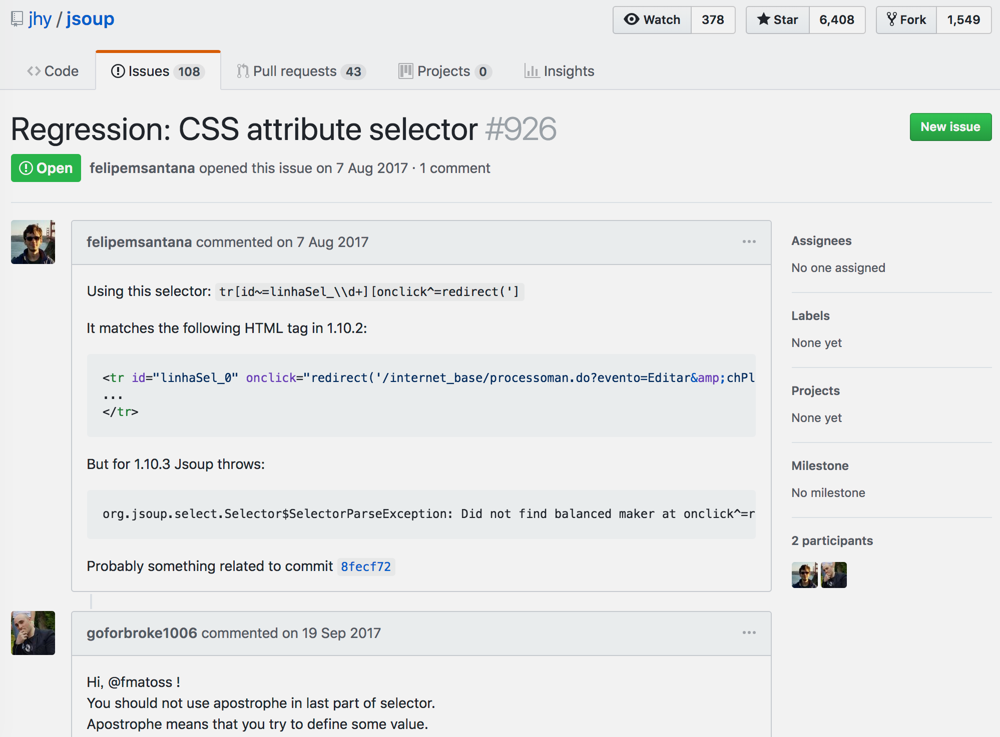 jhy / jsoup
Watch 378
Star 6,408
Fork 1,549
Code
Issues 108
Pull requests 43
Projects 0
Insights
Regression: CSS attribute selector #926
New issue
Open
felipemsantana opened this issue on 7 Aug 2017 · 1 comment
felipemsantana commented on 7 Aug 2017
Using this selector: tr[id~=linhaSel_\\d+][onclick^=redirect(']
It matches the following HTML tag in 1.10.2:
<tr id="linhaSel_0" onclick="redirect('/internet_base/processoman.do?evento=Editar&amp;chPl
...
</tr>
But for 1.10.3 Jsoup throws:
org.jsoup.select.Selector$SelectorParseException: Did not find balanced maker at onclick^=r
Probably something related to commit 8fecf72
Assignees
No one assigned
Labels
None yet
Projects
None yet
Milestone
No milestone
2 participants
goforbroke1006 commented on 19 Sep 2017
Hi, @fmatoss !
You should not use apostrophe in last part of selector.
Apostrophe means that you try to define some value.